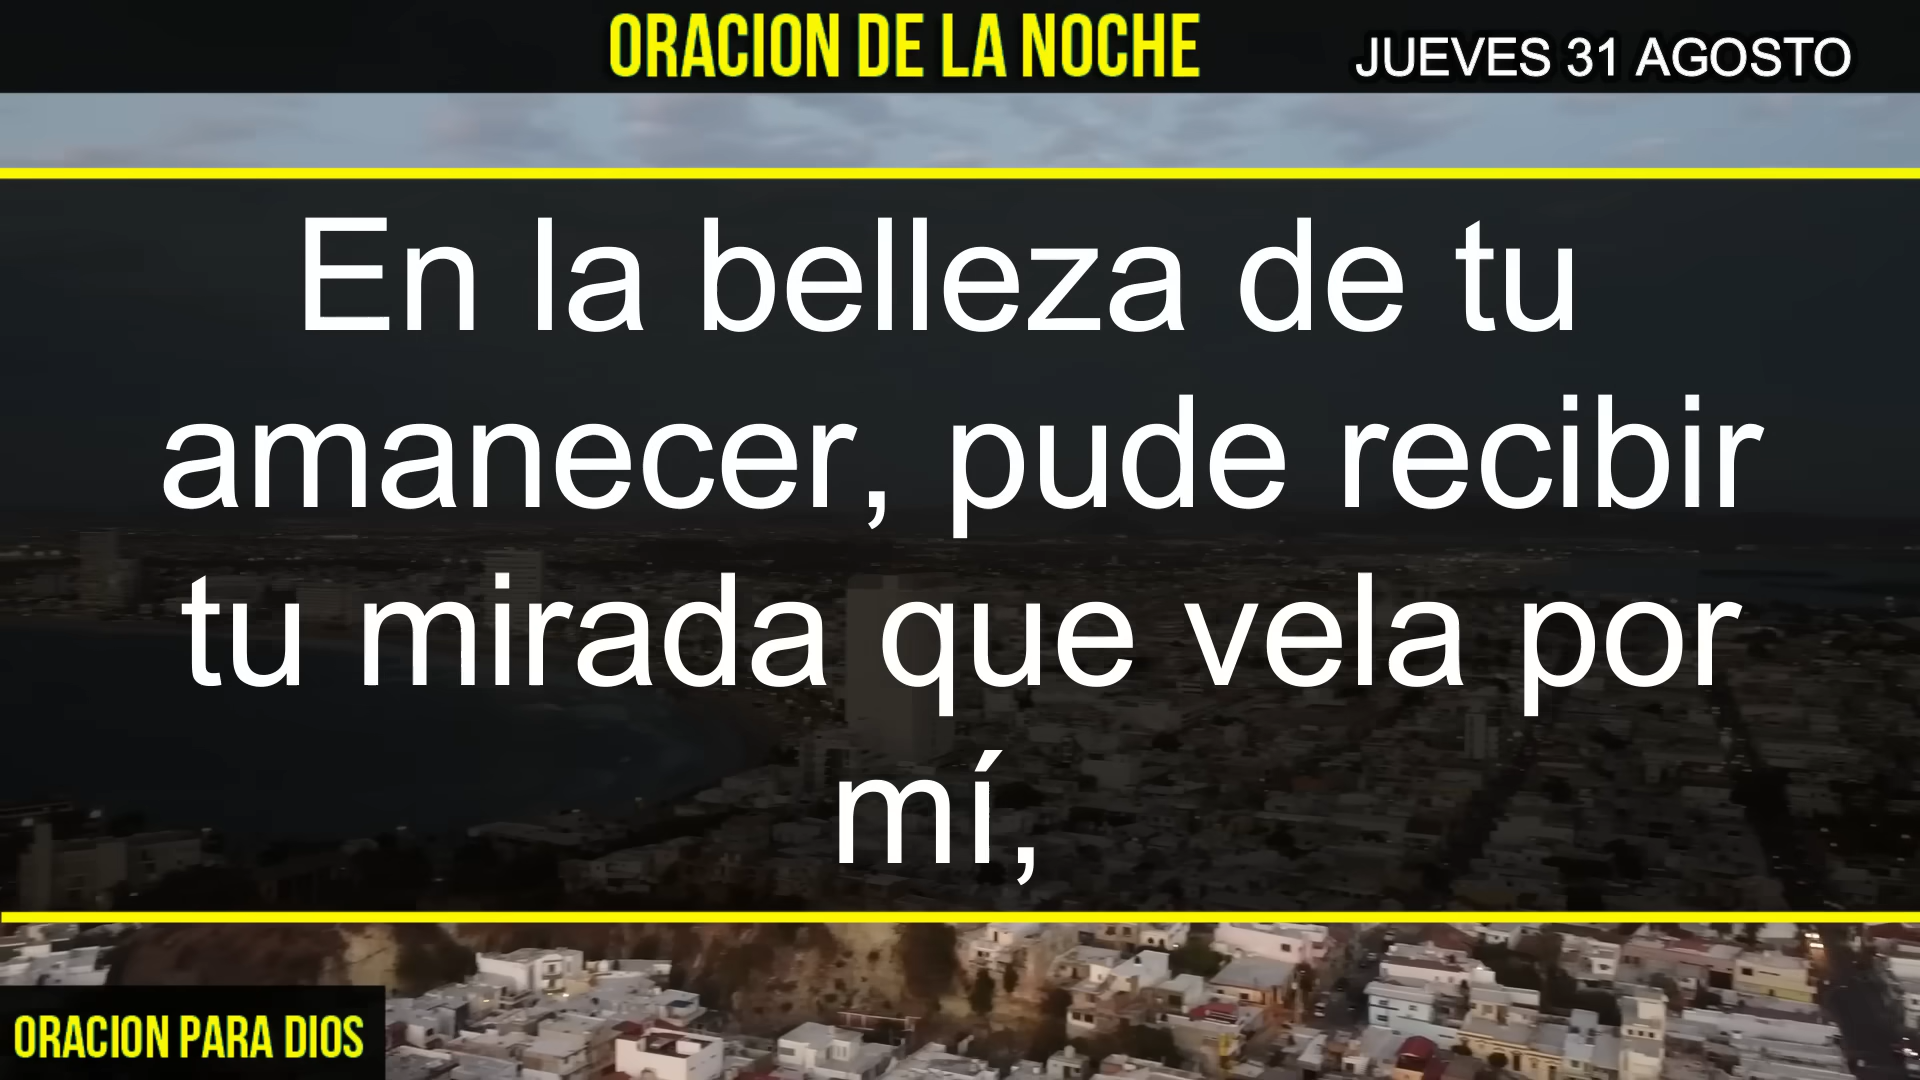 ORACION DE LA NOCHE
JUEVES 31 AGOSTO
En la belleza de tu
amanecer, pude recibir
tu mirada que vela por
mí,
ORACION PARA DIOS